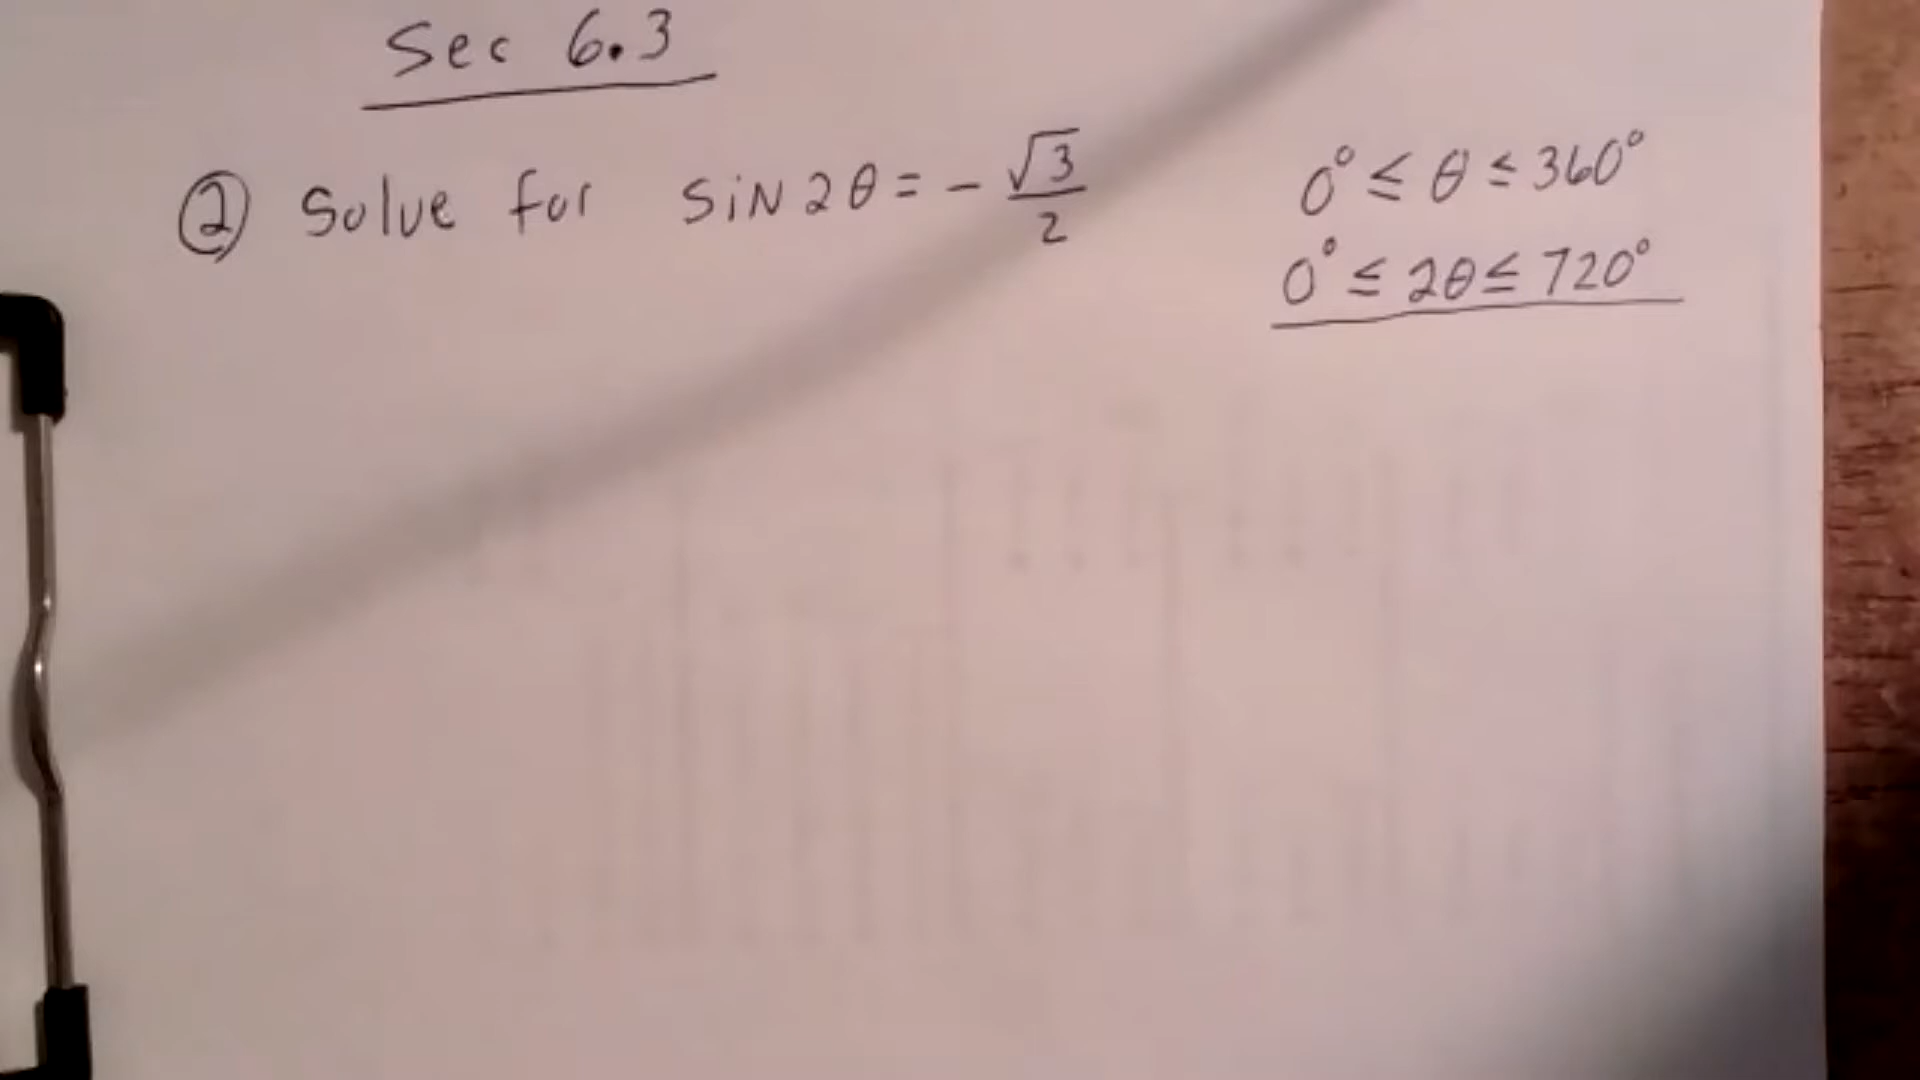 Sec 6.3
② Solve for sin 2θ = - √3/2
0° ≤ θ ≤ 360°
0° ≤ 2θ ≤ 720°